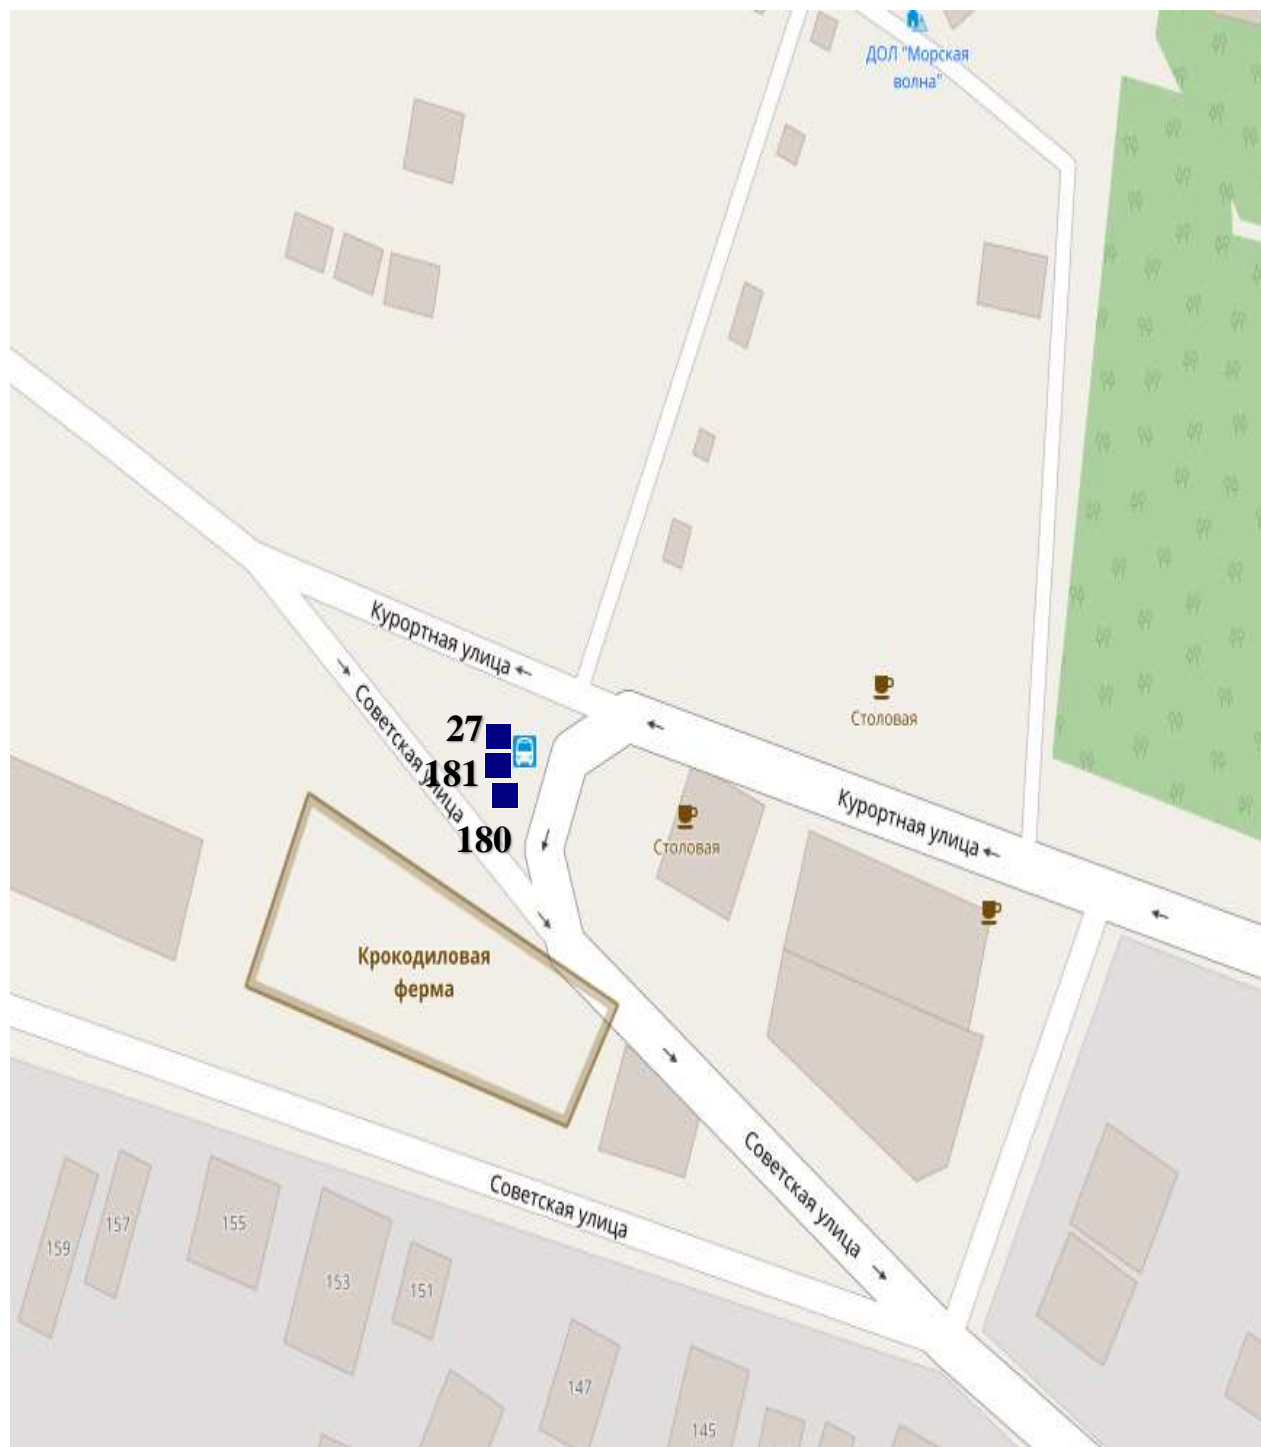 ДОЛ "Морская
волна"
Курортная улица
Столовая
Советская улица
27
181
180
Курортная улица
Столовая
Крокодиловая
ферма
Советская улица
Советская улица
159
157
155
153
151
147
145